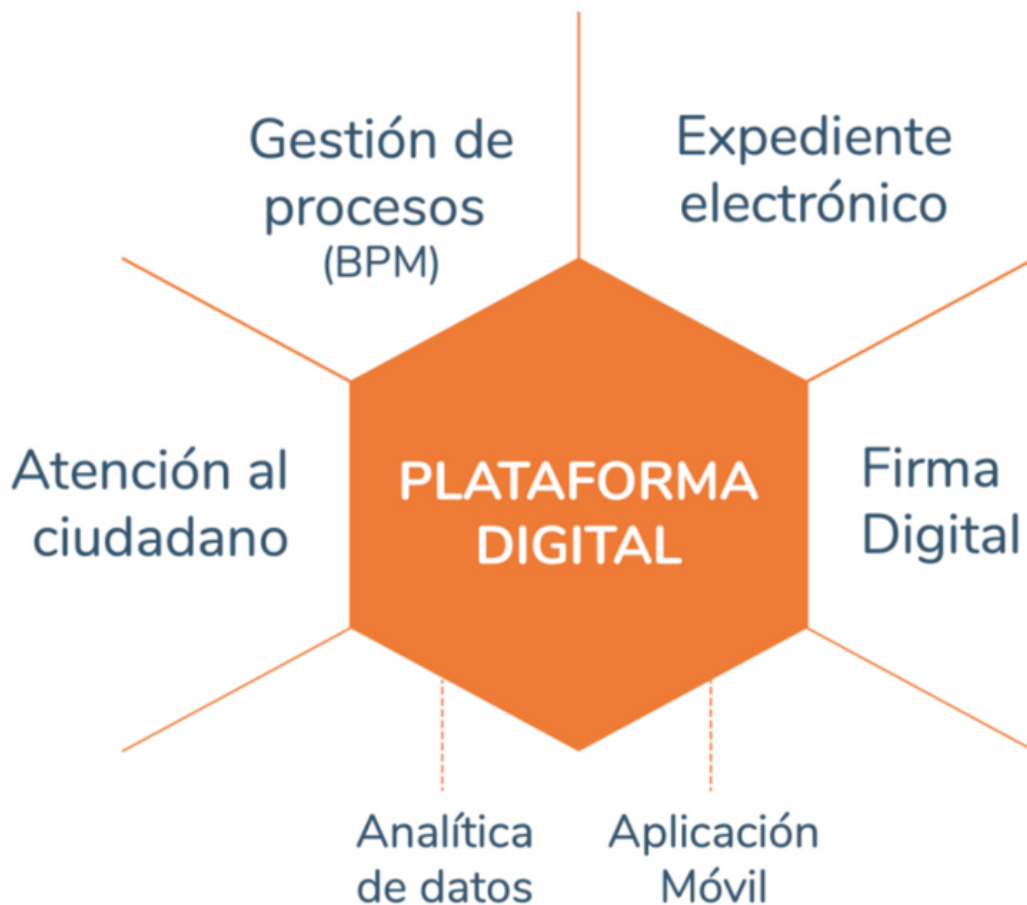 Gestión de
procesos
(BPM)
Expediente
electrónico
Atención al
ciudadano
PLATAFORMA
DIGITAL
Firma
Digital
Analítica
de datos
Aplicación
Móvil